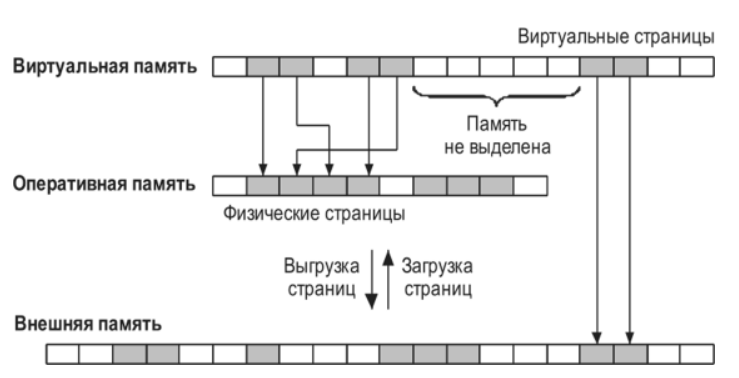 Виртуальные страницы
Виртуальная память
Память
не выделена
Оперативная память
Физические страницы
Выгрузка
страниц
Загрузка
страниц
Внешняя память